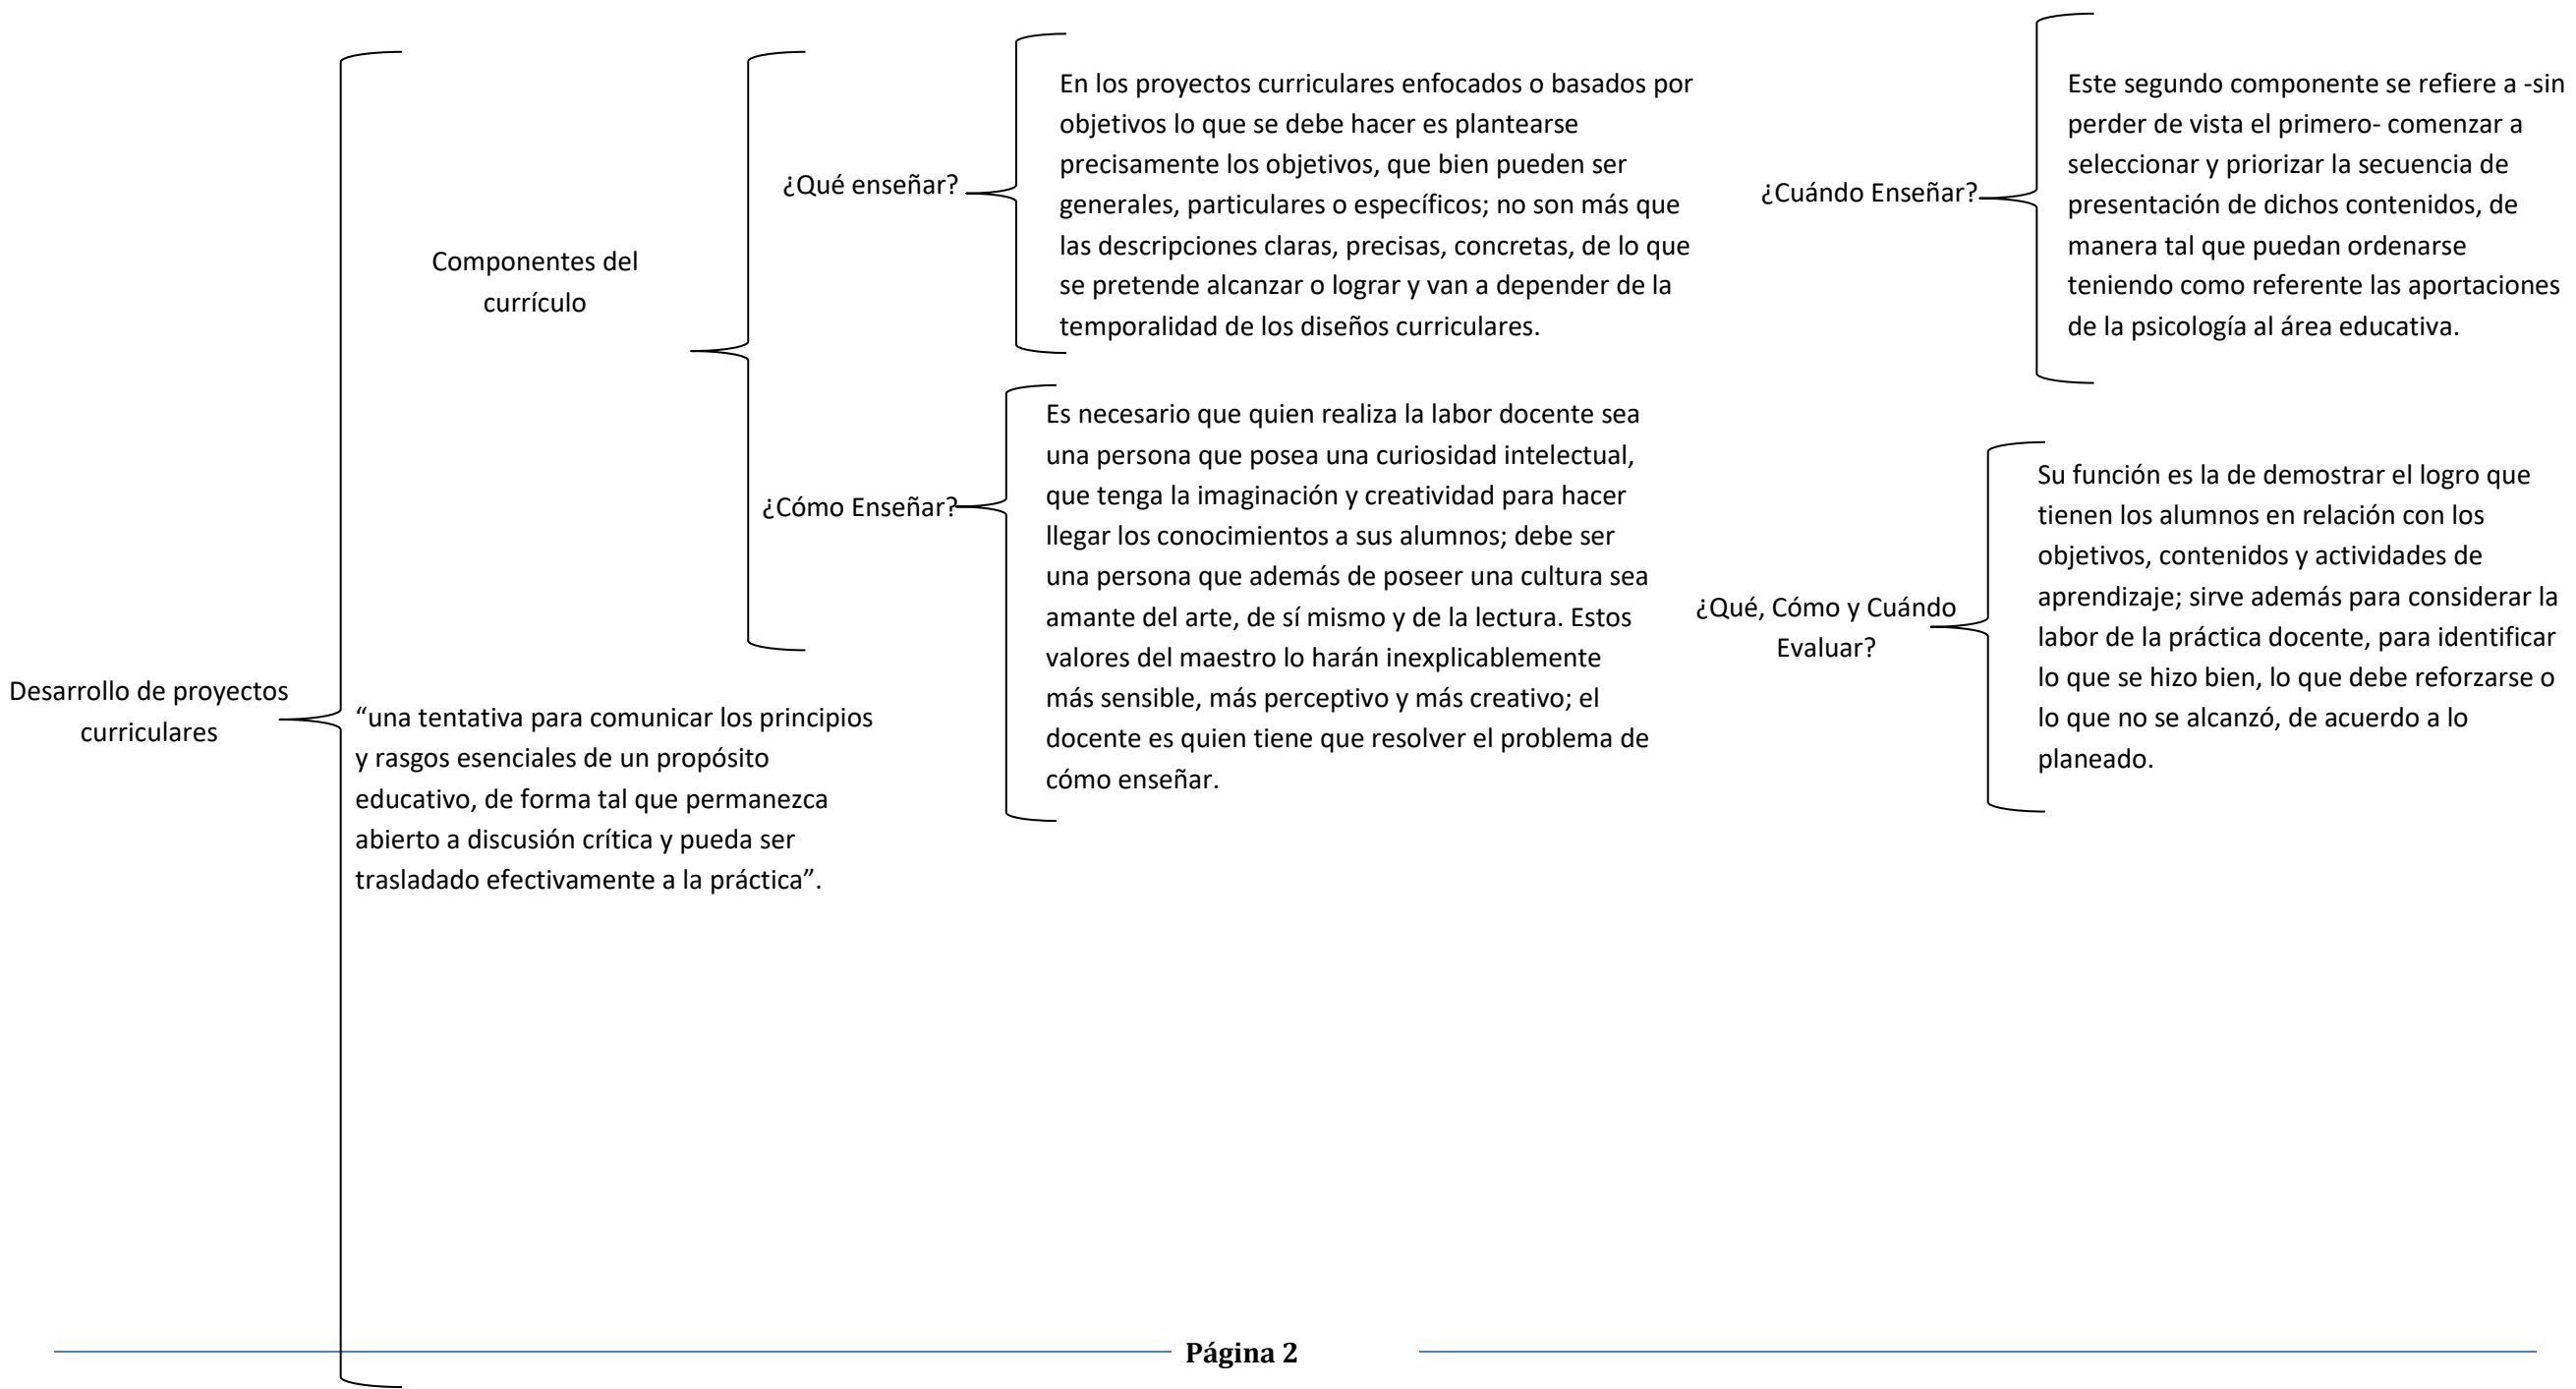 Desarrollo de proyectos
curriculares
Componentes del
currículo
“una tentativa para comunicar los principios
y rasgos esenciales de un propósito
educativo, de forma tal que permanezca
abierto a discusión crítica y pueda ser
trasladado efectivamente a la práctica”.
¿Qué enseñar?
En los proyectos curriculares enfocados o basados por
objetivos lo que se debe hacer es plantearse
precisamente los objetivos, que bien pueden ser
generales, particulares o específicos; no son más que
las descripciones claras, precisas, concretas, de lo que
se pretende alcanzar o lograr y van a depender de la
temporalidad de los diseños curriculares.
¿Cómo Enseñar?
Es necesario que quien realiza la labor docente sea
una persona que posea una curiosidad intelectual,
que tenga la imaginación y creatividad para hacer
llegar los conocimientos a sus alumnos; debe ser
una persona que además de poseer una cultura sea
amante del arte, de sí mismo y de la lectura. Estos
valores del maestro lo harán inexplicablemente
más sensible, más perceptivo y más creativo; el
docente es quien tiene que resolver el problema de
cómo enseñar.
¿Cuándo Enseñar?
Este segundo componente se refiere a -sin
perder de vista el primero- comenzar a
seleccionar y priorizar la secuencia de
presentación de dichos contenidos, de
manera tal que puedan ordenarse
teniendo como referente las aportaciones
de la psicología al área educativa.
¿Qué, Cómo y Cuándo
Evaluar?
Su función es la de demostrar el logro que
tienen los alumnos en relación con los
objetivos, contenidos y actividades de
aprendizaje; sirve además para considerar la
labor de la práctica docente, para identificar
lo que se hizo bien, lo que debe reforzarse o
lo que no se alcanzó, de acuerdo a lo
planeado.
Página 2